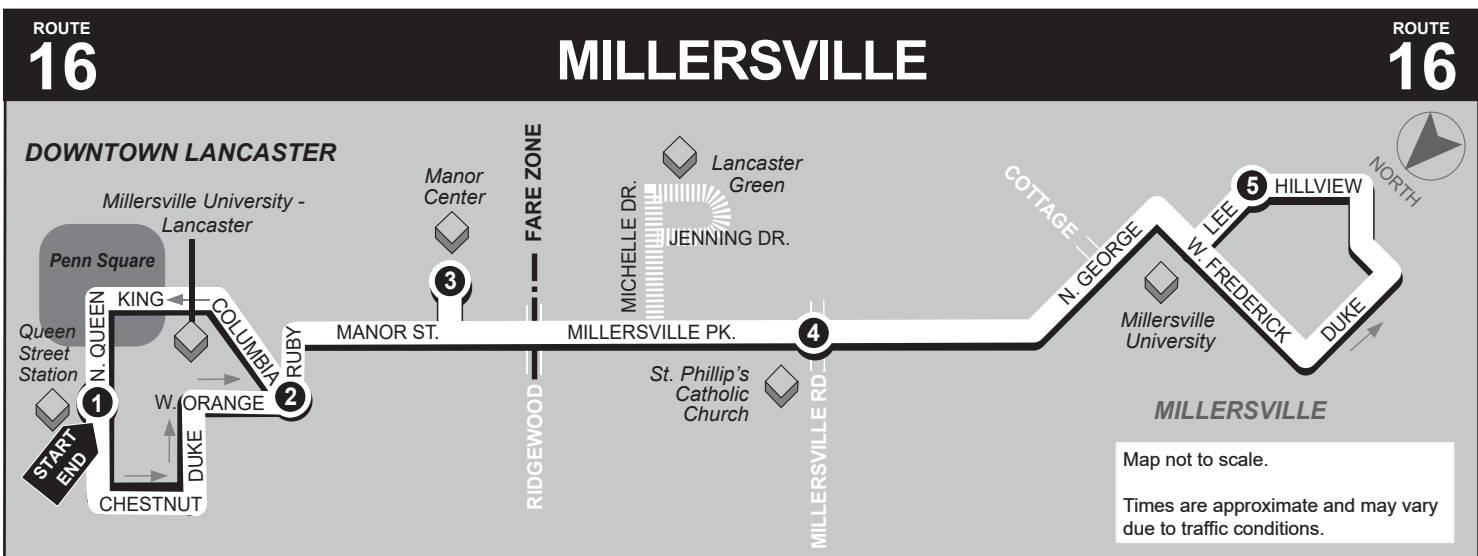 ROUTE
16
MILLERSVILLE
ROUTE
16
DOWNTOWN LANCASTER
Millersville University -
Lancaster
Penn Square
Queen
Street
Station
N. QUEEN
KING
COLUMBIA
RUBY
1
START
END
W. ORANGE
2
DUKE
CHESTNUT
Manor
Center
3
MANOR ST.
FARE ZONE
RIDGEWOOD
MILLERSVILLE PK.
MICHELLE DR.
JENNING DR.
Lancaster
Green
4
MILLERSVILLE RD.
St. Phillip's
Catholic
Church
COTTAGE
N. GEORGE
Millersville
University
LEE
5
HILLVIEW
W. FREDERICK
DUKE
NORTH
MILLERSVILLE
Map not to scale.
Times are approximate and may vary
due to traffic conditions.